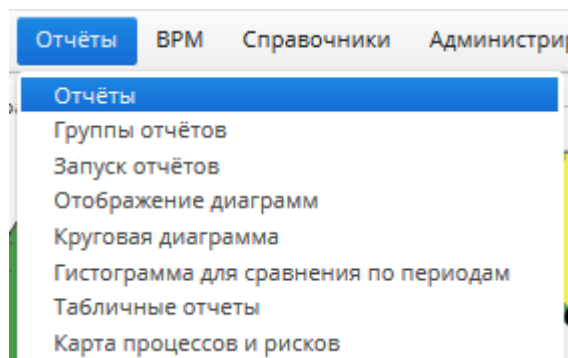 Отчёты BPM Справочники Администрир
Отчёты
Группы отчётов
Запуск отчётов
Отображение диаграмм
Круговая диаграмма
Гистограмма для сравнения по периодам
Табличные отчеты
Карта процессов и рисков